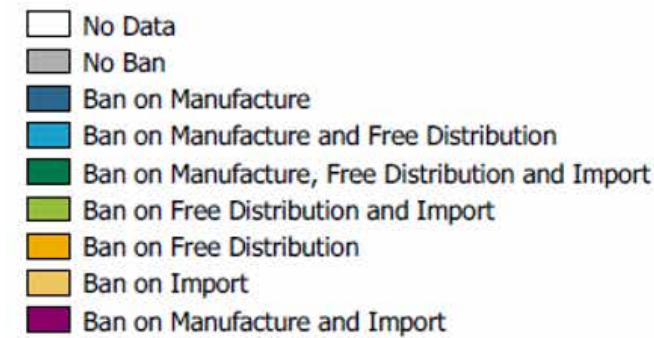 No Data
No Ban
Ban on Manufacture
Ban on Manufacture and Free Distribution
Ban on Manufacture, Free Distribution and Import
Ban on Free Distribution and Import
Ban on Free Distribution
Ban on Import
Ban on Manufacture and Import